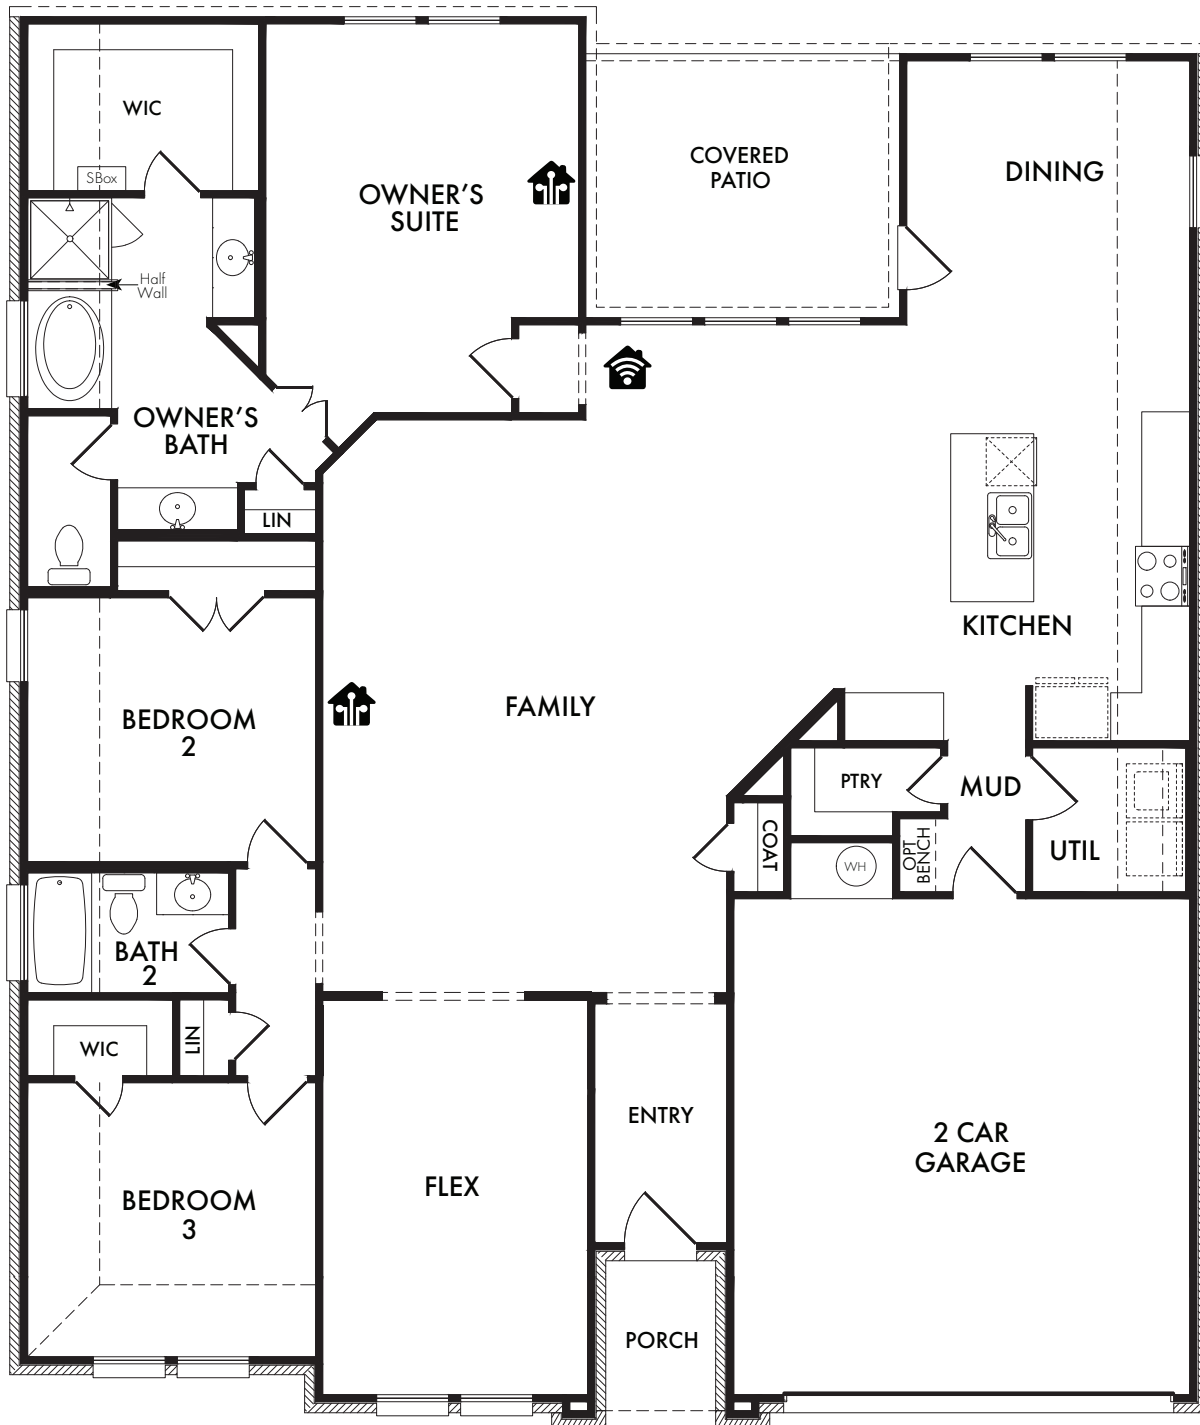 WIC
SBox
OWNER'S
SUITE
COVERED
PATIO
DINING
Half
Wall
OWNER'S
BATH
LIN
KITCHEN
BEDROOM
2
FAMILY
PTRY
MUD
COAT
WH
OPT
BENCH
UTIL
BATH
2
WIC
LIN
ENTRY
2 CAR
GARAGE
BEDROOM
3
FLEX
PORCH